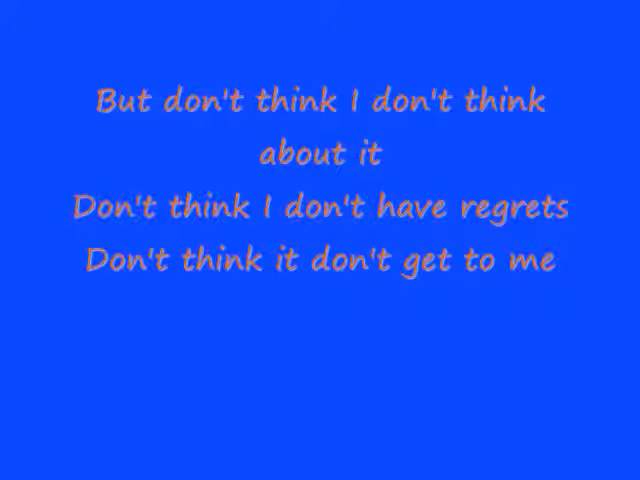 But don't think I don't think
about it
Don't think I don't have regrets
Don't think it don't get to me